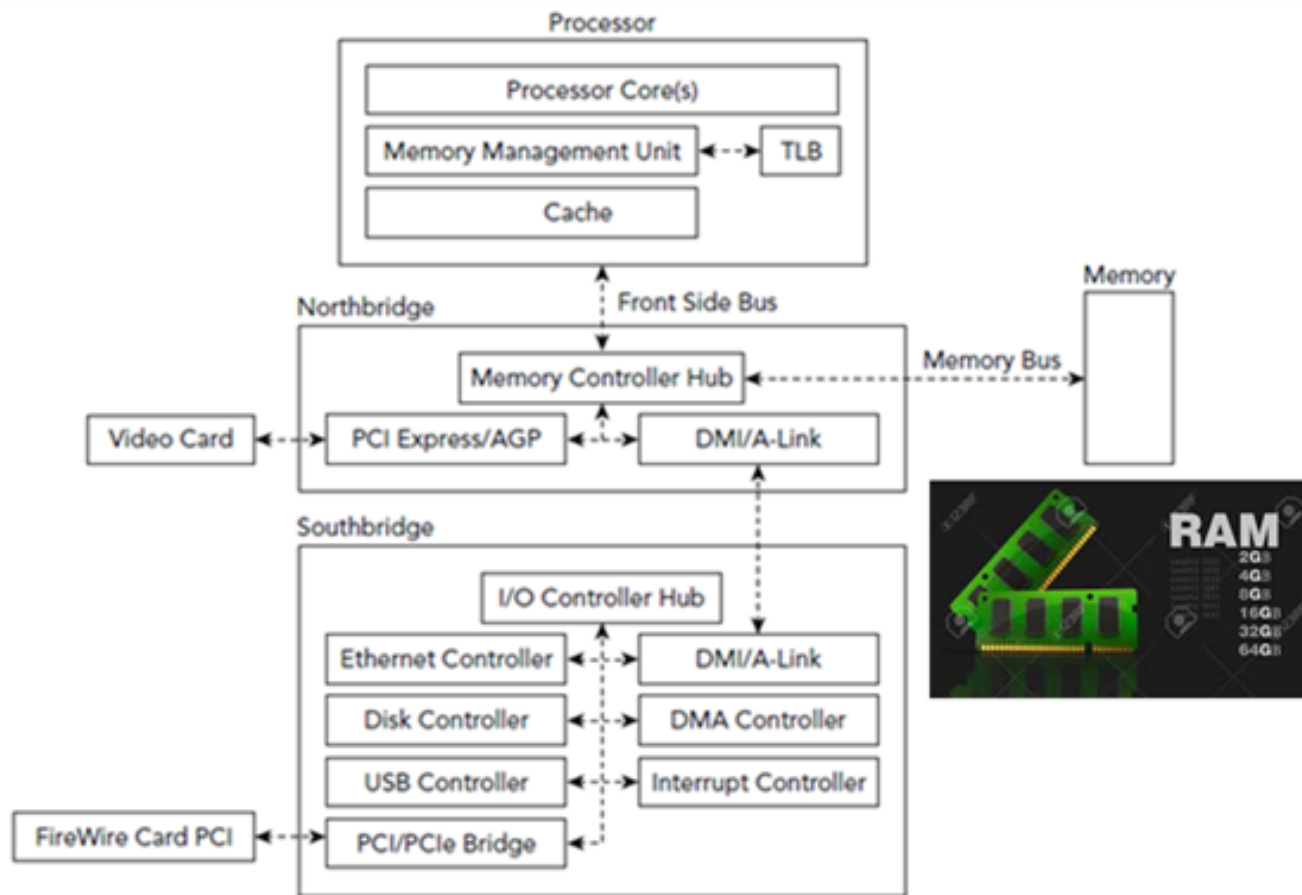 Processor
Processor Core(s)
Memory Management Unit
TLB
Cache
Front Side Bus
Northbridge
Memory
Memory Controller Hub
Memory Bus
Video Card
PCI Express/AGP
DMI/A-Link
Southbridge
I/O Controller Hub
Ethernet Controller
DMI/A-Link
Disk Controller
DMA Controller
USB Controller
Interrupt Controller
FireWire Card PCI
PCI/PCIe Bridge
RAM
2GB
4GB
8GB
16GB
32GB
64GB